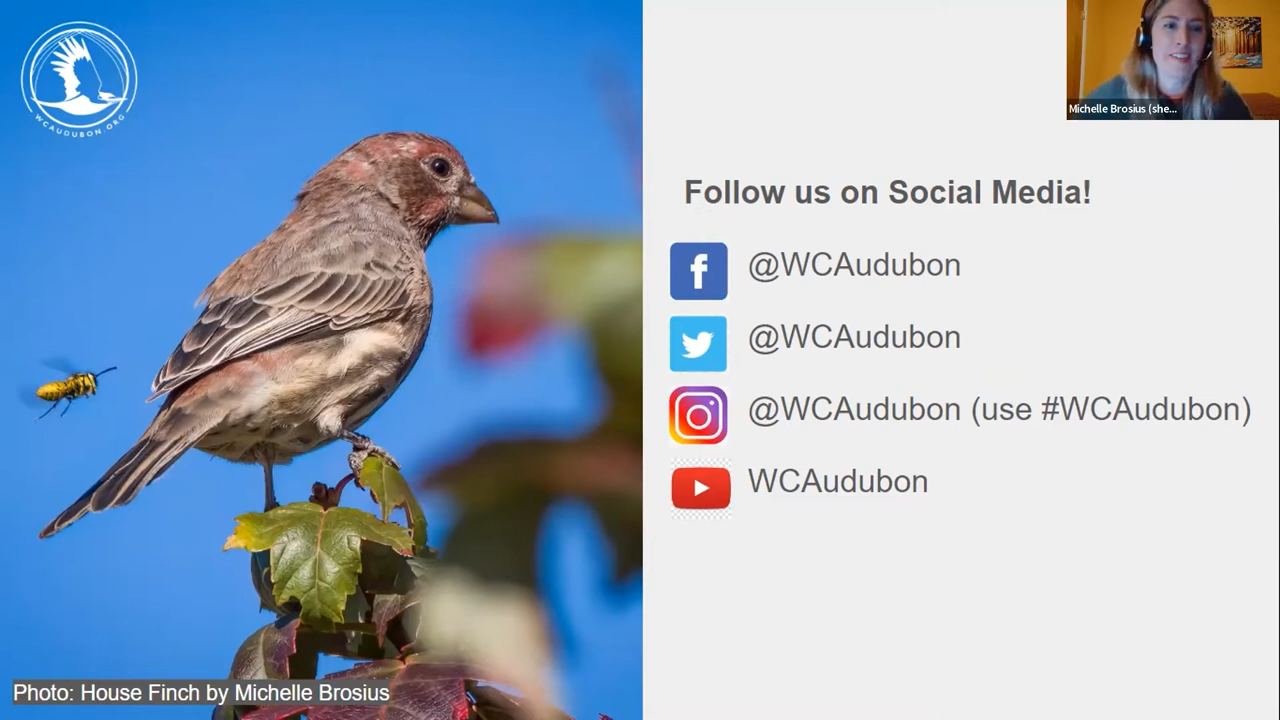 WCAUDUBON.ORG
Michelle Brosius (she...
Follow us on Social Media!
@WCAudubon
@WCAudubon
@WCAudubon (use #WCAudubon)
WCAudubon
Photo: House Finch by Michelle Brosius